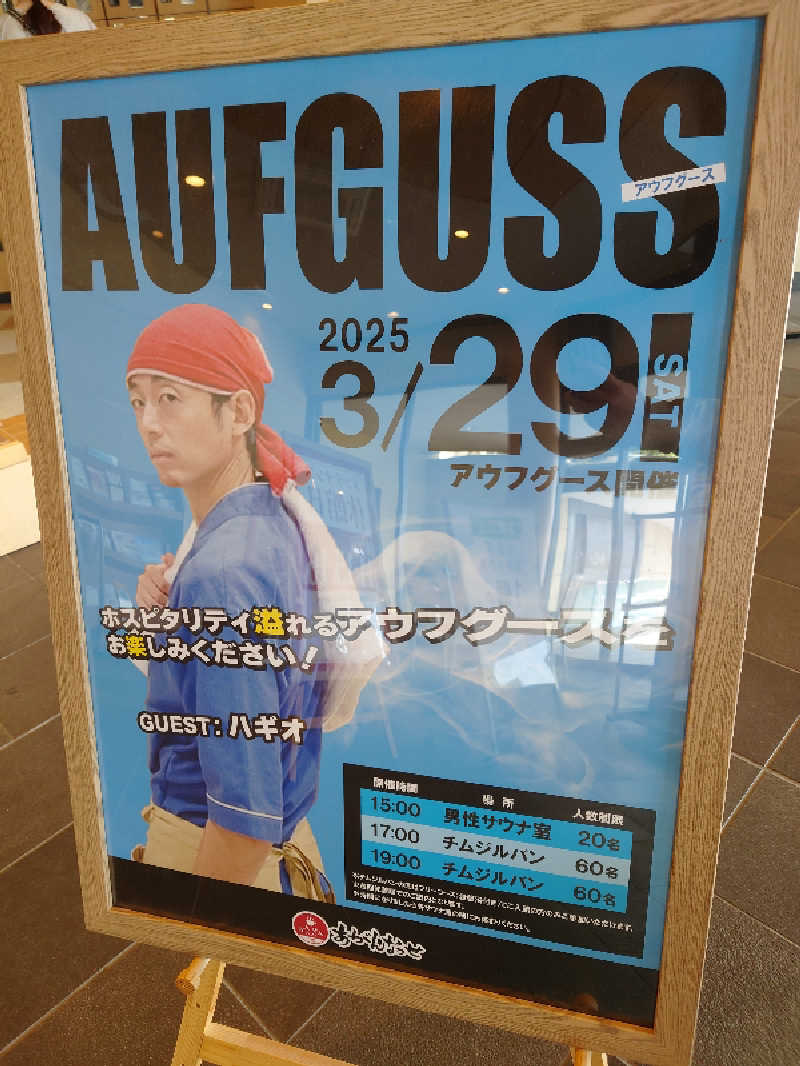 AUFGUSS
アウフグース
2025
3/29
SAT
アウフグース開催
ホスピタリティ溢れるアウフグースを
お楽しみください!
GUEST: ハギオ
開催時間 場所 人数制限
15:00 男性サウナ室 20名
17:00 チムジルバン 60名
19:00 チムジルバン 60名